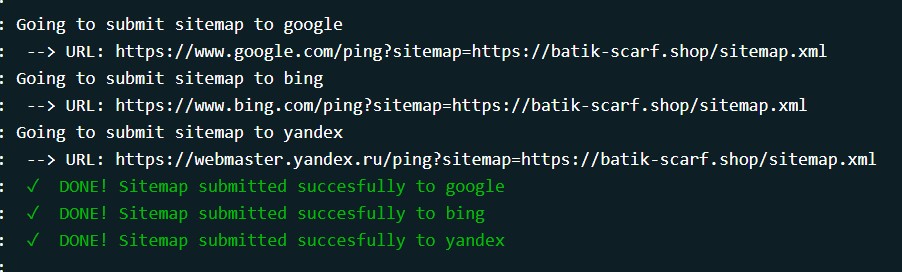 : Going to submit sitemap to google
:  --> URL: https://www.google.com/ping?sitemap=https://batik-scarf.shop/sitemap.xml
: Going to submit sitemap to bing
:  --> URL: https://www.bing.com/ping?sitemap=https://batik-scarf.shop/sitemap.xml
: Going to submit sitemap to yandex
:  --> URL: https://webmaster.yandex.ru/ping?sitemap=https://batik-scarf.shop/sitemap.xml
:  ✓  DONE! Sitemap submitted succesfully to google
:  ✓  DONE! Sitemap submitted succesfully to bing
:  ✓  DONE! Sitemap submitted succesfully to yandex